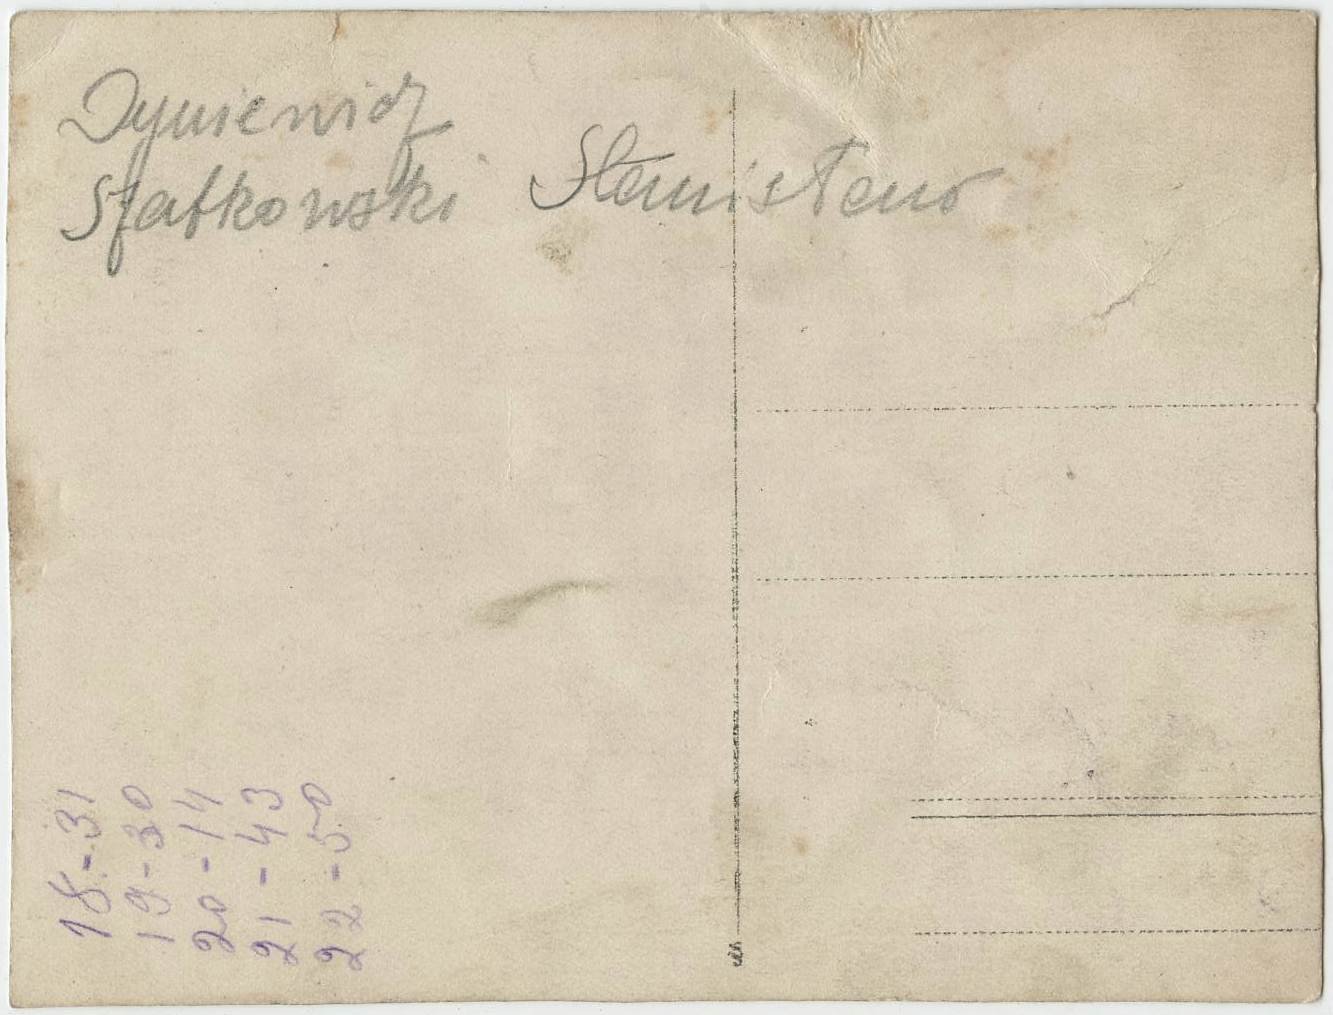 Dyniewicz
Szatkowski Stanisław
18-31
19-30
20-14
21-43
22-50